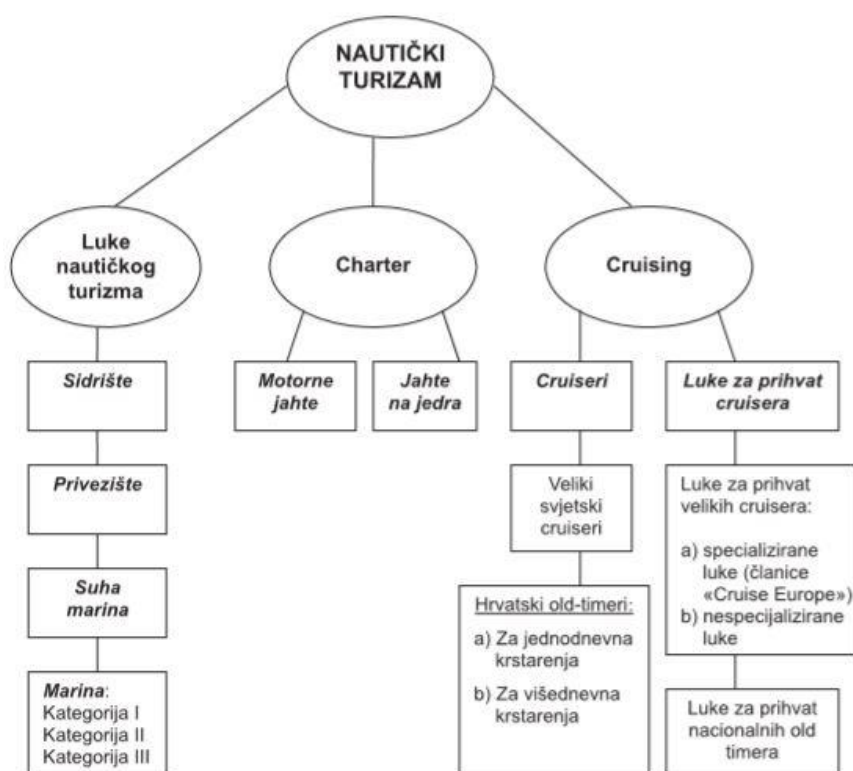 NAUTIČKI
TURIZAM
Luke
nautičkog
turizma
Charter
Cruising
Sidrište
Motorne
jahte
Jahte
na jedra
Cruiseri
Luke za prihvat
cruisera
Privezište
Veliki
svjetski
cruiseri
Luke za prihvat
velikih cruisera:
a) specializirane
luke (članice
«Cruise Europe»)
b) nespecijalizirane
luke
Suha
marina
Hrvatski old-timeri:
a) Za jednodnevna
krstarenja
b) Za višednevna
krstarenja
Marina:
Kategorija I
Kategorija II
Kategorija III
Luke za prihvat
nacionalnih old
timera